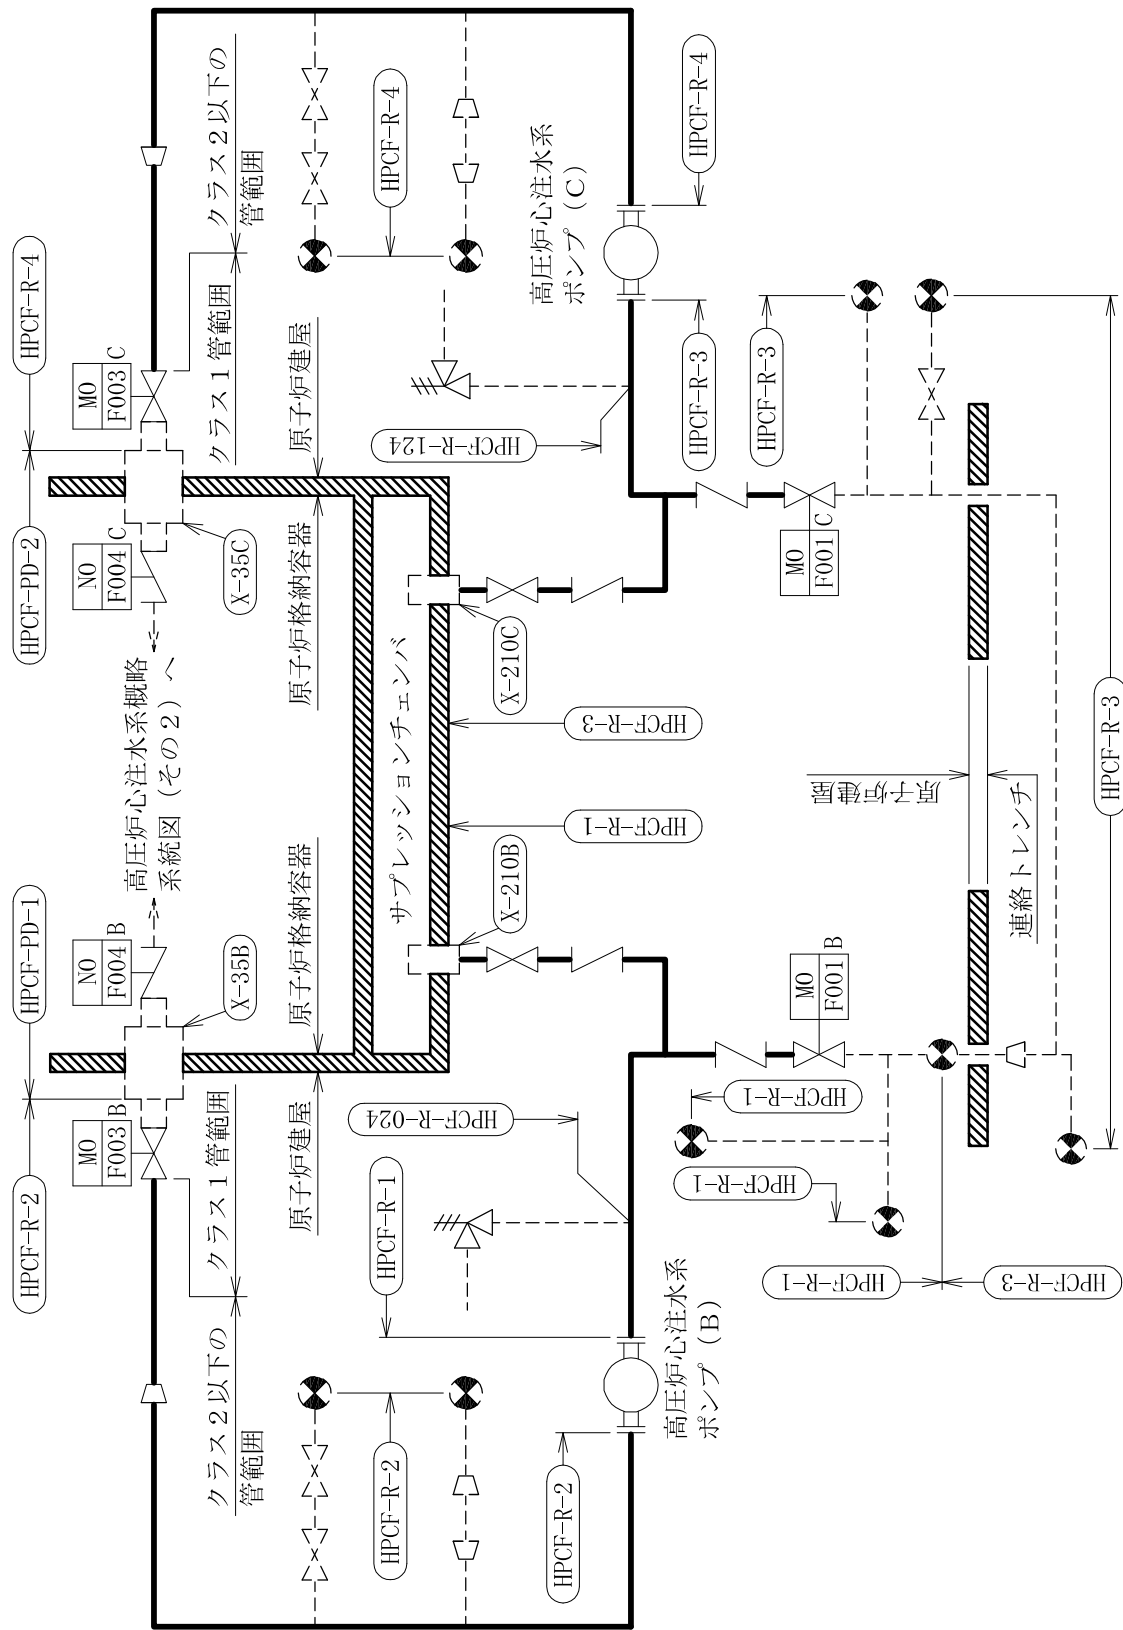 HPCF-R-2
HPCF-PD-1
HPCF-PD-2
HPCF-R-4
MO
F003
B
NO
F004
B
X-35B
高圧炉心注水系概略
系統図（その２）へ
NO
F004
C
X-35C
MO
F003
C
クラス２以下の
管範囲
クラス１管範囲
クラス１管範囲
クラス２以下の
管範囲
原子炉建屋
原子炉格納容器
原子炉格納容器
原子炉建屋
HPCF-R-2
HPCF-R-1
HPCF-R-024
サプレッションチェンバ
HPCF-R-124
HPCF-R-4
X-210B
X-210C
HPCF-R-1
HPCF-R-3
HPCF-R-2
高圧炉心注水系
ポンプ（B）
高圧炉心注水系
ポンプ（C）
HPCF-R-3
HPCF-R-4
HPCF-R-1
HPCF-R-1
MO
F001
B
MO
F001
C
HPCF-R-3
HPCF-R-1
HPCF-R-3
原子炉建屋
連絡トレンチ
HPCF-R-3